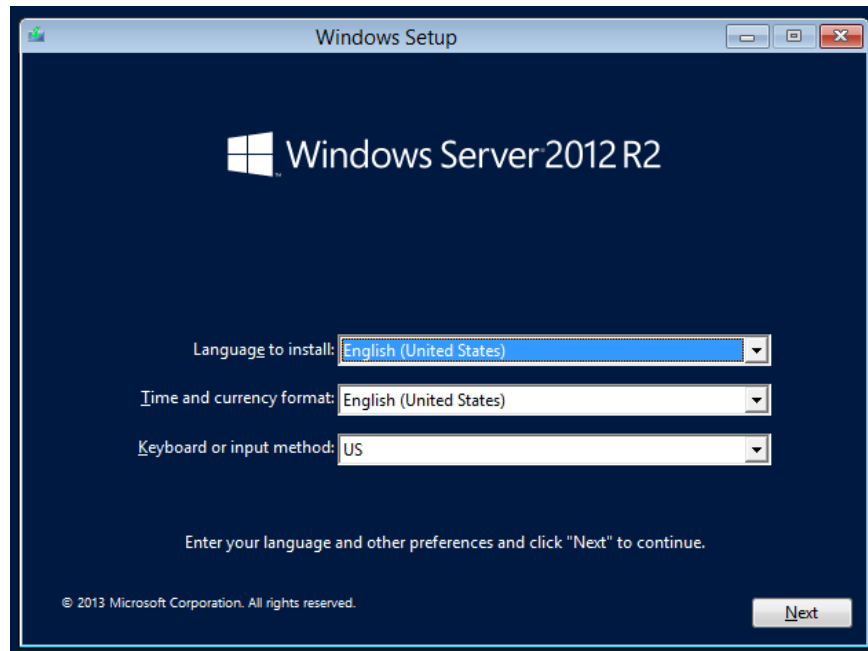 Windows Setup
Windows Server 2012 R2
Language to install: English (United States)
Time and currency format: English (United States)
Keyboard or input method: US
Enter your language and other preferences and click "Next" to continue.
© 2013 Microsoft Corporation. All rights reserved.
Next